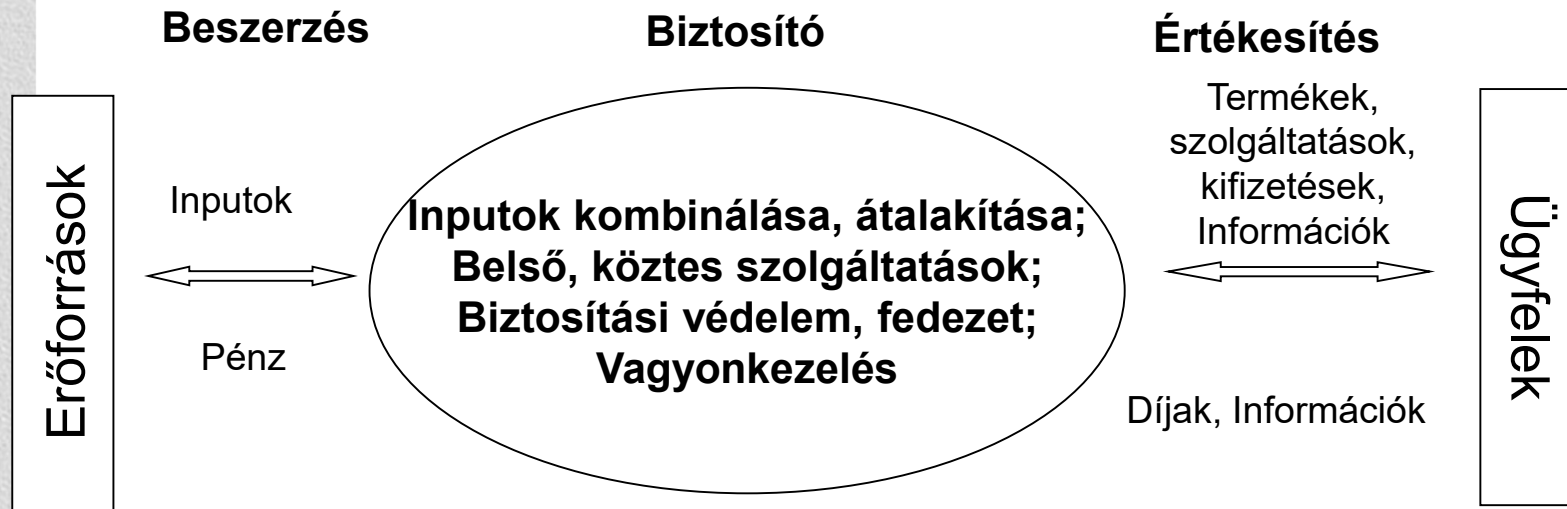 Beszerzés
Biztosító
Értékesítés
Erőforrások
Inputok
Pénz
Inputok kombinálása, átalakítása;
Belső, köztes szolgáltatások;
Biztosítási védelem, fedezet;
Vagyonkezelés
Termékek,
szolgáltatások,
kifizetések,
Információk
Díjak, Információk
Ügyfelek